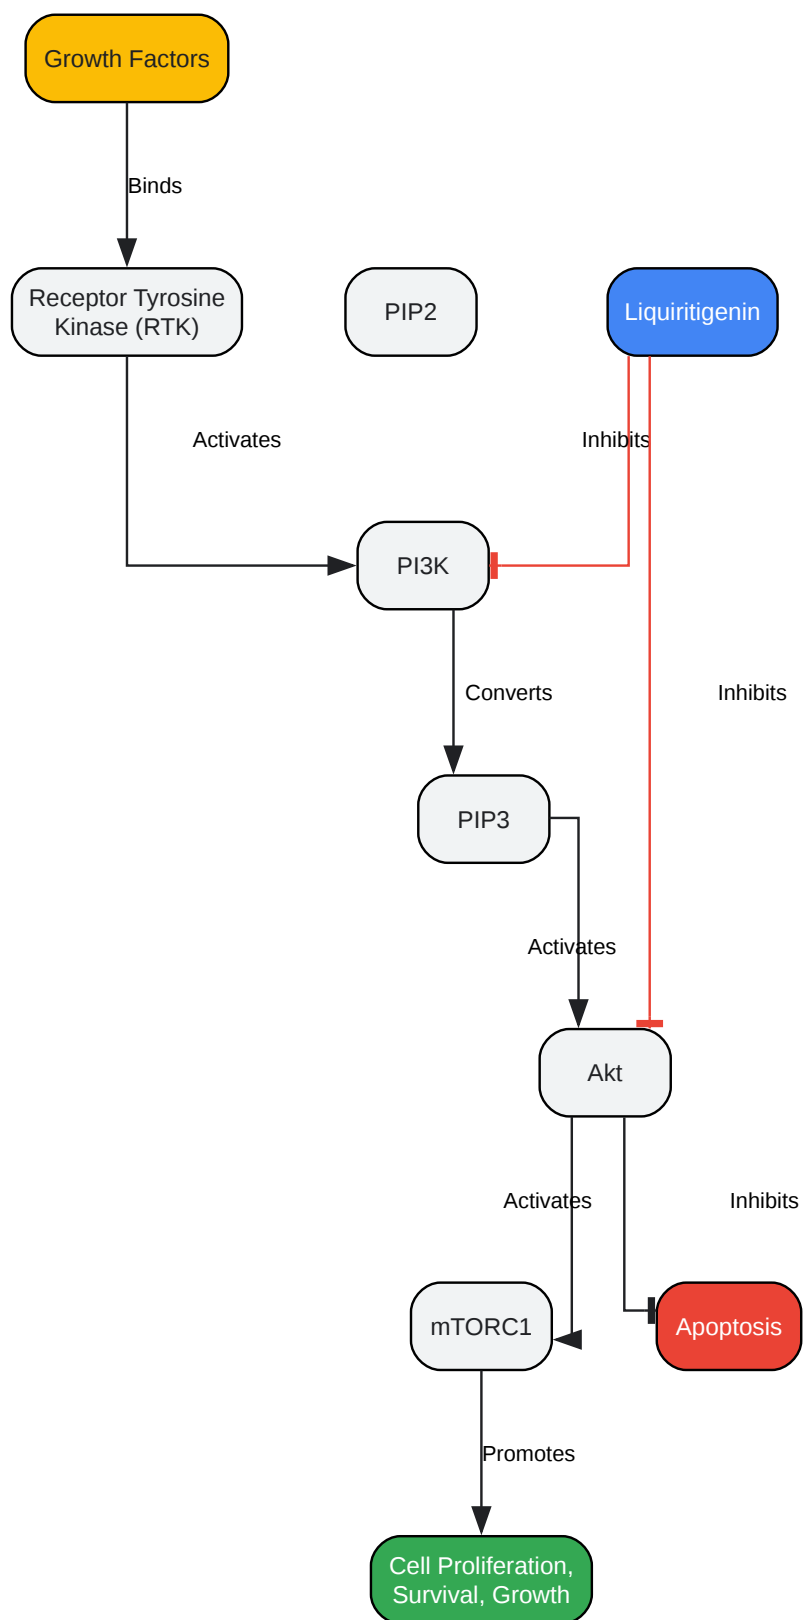 Growth Factors
Binds
Receptor Tyrosine
Kinase (RTK)
PIP2
Liquiritigenin
Activates
Inhibits
PI3K
Converts
Inhibits
PIP3
Activates
Akt
Activates
Inhibits
mTORC1
Apoptosis
Promotes
Cell Proliferation,
Survival, Growth